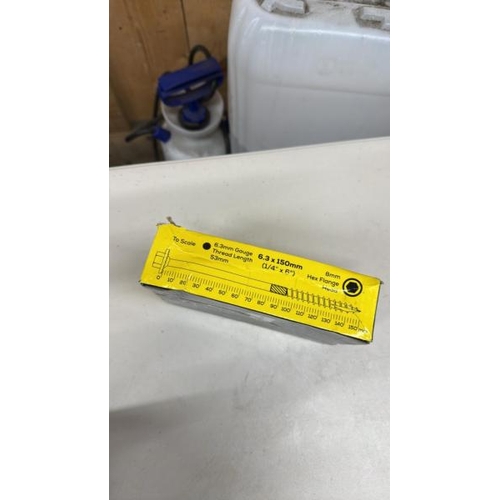 To Scale
6.3mm Gauge
Thread Length
53mm
6.3 x 150mm
(1/4" x 6")
8mm
Hex Flange
Head
0 10 20 30 40 50 60 70 80 90 100 110 120 130 140 150